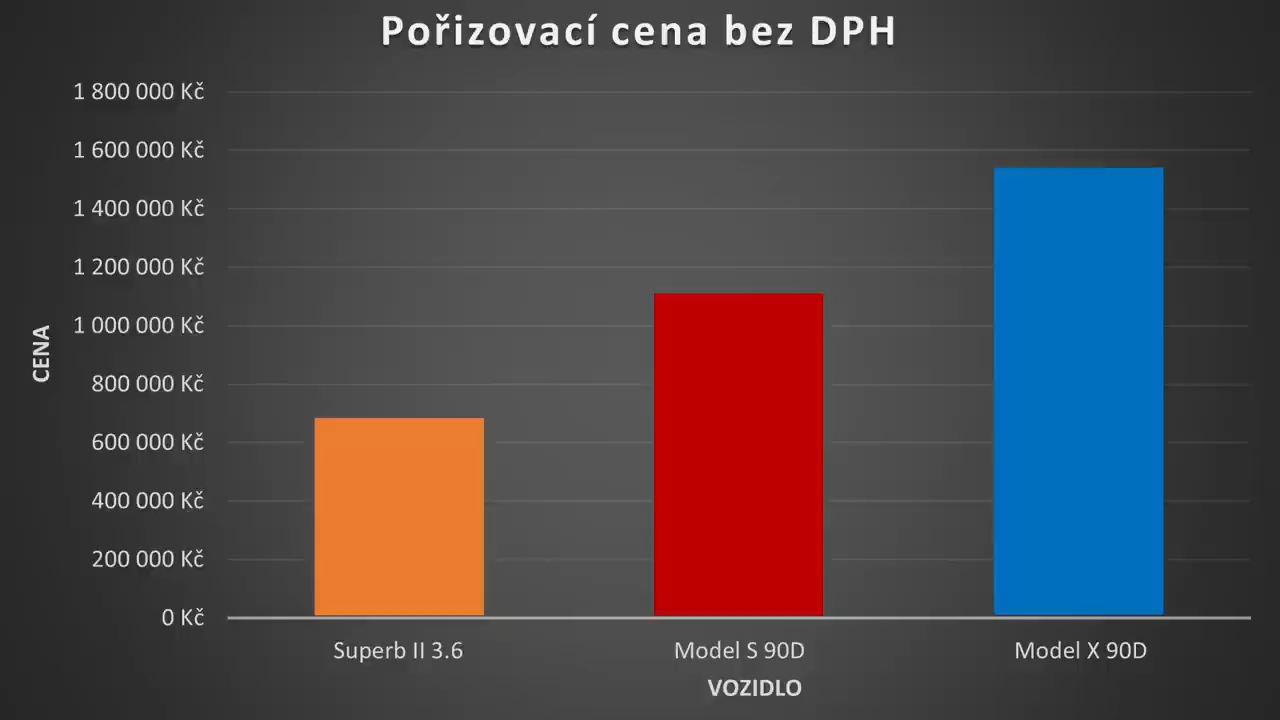 Pořizovací cena bez DPH
1 800 000 Kč
1 600 000 Kč
1 400 000 Kč
1 200 000 Kč
1 000 000 Kč
800 000 Kč
600 000 Kč
400 000 Kč
200 000 Kč
0 Kč
CENA
Superb II 3.6
Model S 90D
Model X 90D
VOZIDLO